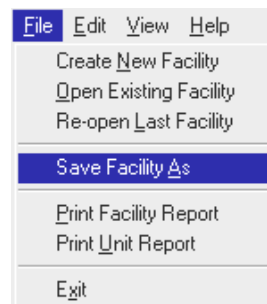 File Edit View Help
Create New Facility
Open Existing Facility
Re-open Last Facility
Save Facility As
Print Facility Report
Print Unit Report
Exit